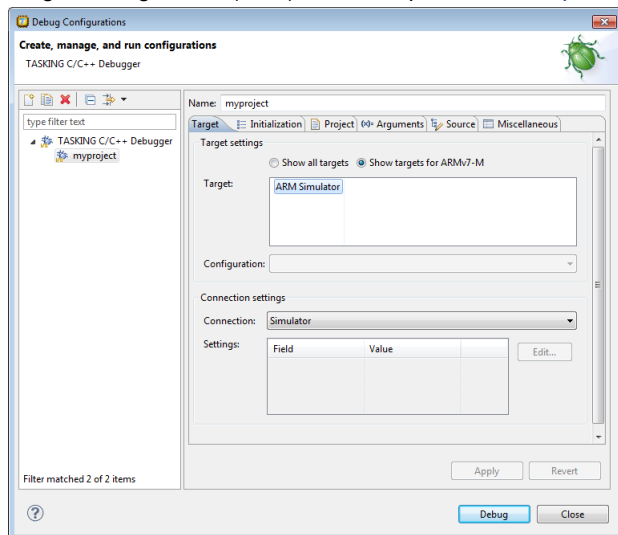 Debug Configurations
Create, manage, and run configurations
TASKING C/C++ Debugger
type filter text
TASKING C/C++ Debugger
myproject
Filter matched 2 of 2 items
Name: myproject
Target Initialization Project (x)= Arguments Source Miscellaneous
Target settings
Show all targets Show targets for ARMv7-M
Target: ARM Simulator
Configuration:
Connection settings
Connection: Simulator
Settings: Field Value Edit...
Apply Revert
? Debug Close